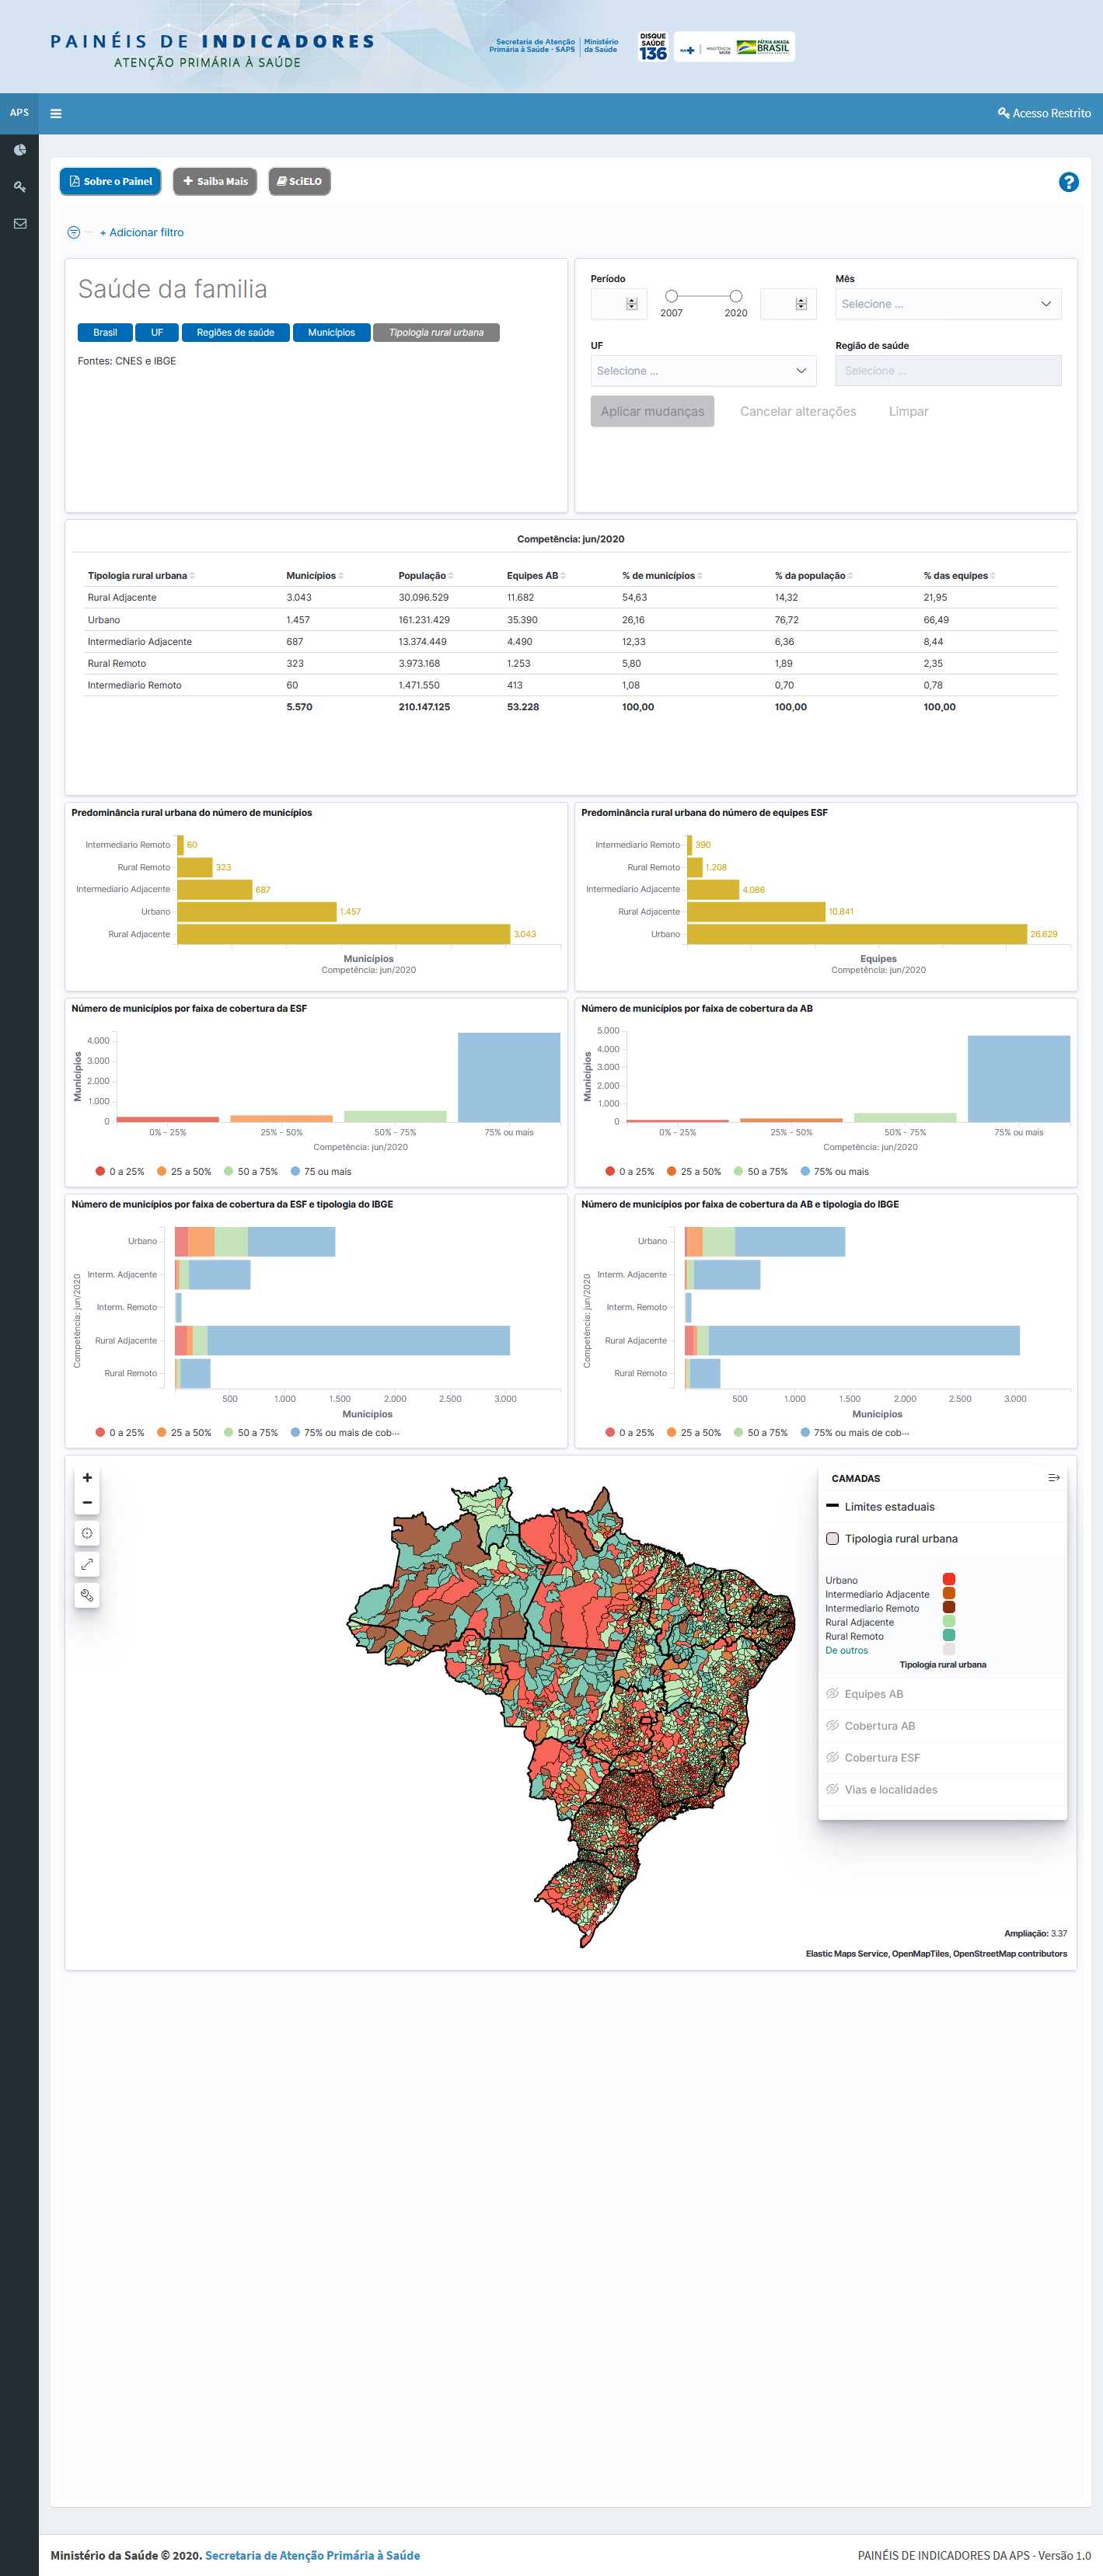 PAINÉIS DE INDICADORES
ATENÇÃO PRIMÁRIA À SAÚDE
Secretaria de Atenção
Primária à Saúde - SAPS
Ministério
da Saúde
DISQUE
SAÚDE
136
PÁTRIA AMADA
BRASIL
APS
Acesso Restrito
Sobre o Painel
Saiba Mais
SciELO
+ Adicionar filtro
Saúde da familia
Brasil UF Regiões de saúde Municípios Tipologia rural urbana
Fontes: CNES e IBGE
Período
2007 2020
Mês
Selecione ...
UF
Selecione ...
Região de saúde
Selecione ...
Aplicar mudanças Cancelar alterações Limpar
Competência: jun/2020
Tipologia rural urbana Municípios População Equipes AB % de municípios % da população % das equipes
Rural Adjacente 3.043 30.096.529 11.682 54,63 14,32 21,95
Urbano 1.457 161.231.429 35.390 26,16 76,72 66,49
Intermediario Adjacente 687 13.374.449 4.490 12,33 6,36 8,44
Rural Remoto 323 3.973.168 1.253 5,80 1,89 2,35
Intermediario Remoto 60 1.471.550 413 1,08 0,70 0,78
5.570 210.147.125 53.228 100,00 100,00 100,00
Predominância rural urbana do número de municípios
Intermediario Remoto 60
Rural Remoto 323
Intermediario Adjacente 687
Urbano 1.457
Rural Adjacente 3.043
Municípios
Competência: jun/2020
Predominância rural urbana do número de equipes ESF
Intermediario Remoto 390
Rural Remoto 1.208
Intermediario Adjacente 4.086
Rural Adjacente 10.841
Urbano 26.629
Equipes
Competência: jun/2020
Número de municípios por faixa de cobertura da ESF
Municípios
4.000
3.000
2.000
1.000
0
0% - 25% 25% - 50% 50% - 75% 75% ou mais
Competência: jun/2020
0 a 25% 25 a 50% 50 a 75% 75 ou mais
Número de municípios por faixa de cobertura da AB
Municípios
5.000
4.000
3.000
2.000
1.000
0
0% - 25% 25% - 50% 50% - 75% 75% ou mais
Competência: jun/2020
0 a 25% 25 a 50% 50 a 75% 75% ou mais
Número de municípios por faixa de cobertura da ESF e tipologia do IBGE
Competência: jun/2020
Urbano
Interm. Adjacente
Interm. Remoto
Rural Adjacente
Rural Remoto
500 1.000 1.500 2.000 2.500 3.000
Municípios
0 a 25% 25 a 50% 50 a 75% 75% ou mais de cob···
Número de municípios por faixa de cobertura da AB e tipologia do IBGE
Competência: jun/2020
Urbano
Interm. Adjacente
Interm. Remoto
Rural Adjacente
Rural Remoto
500 1.000 1.500 2.000 2.500 3.000
Municípios
0 a 25% 25 a 50% 50 a 75% 75% ou mais de cob···
CAMADAS
Limites estaduais
Tipologia rural urbana
Urbano
Intermediario Adjacente
Intermediario Remoto
Rural Adjacente
Rural Remoto
De outros
Tipologia rural urbana
Equipes AB
Cobertura AB
Cobertura ESF
Vias e localidades
Ampliação: 3.37
Elastic Maps Service, OpenMapTiles, OpenStreetMap contributors
Ministério da Saúde © 2020. Secretaria de Atenção Primária à Saúde
PAINÉIS DE INDICADORES DA APS - Versão 1.0